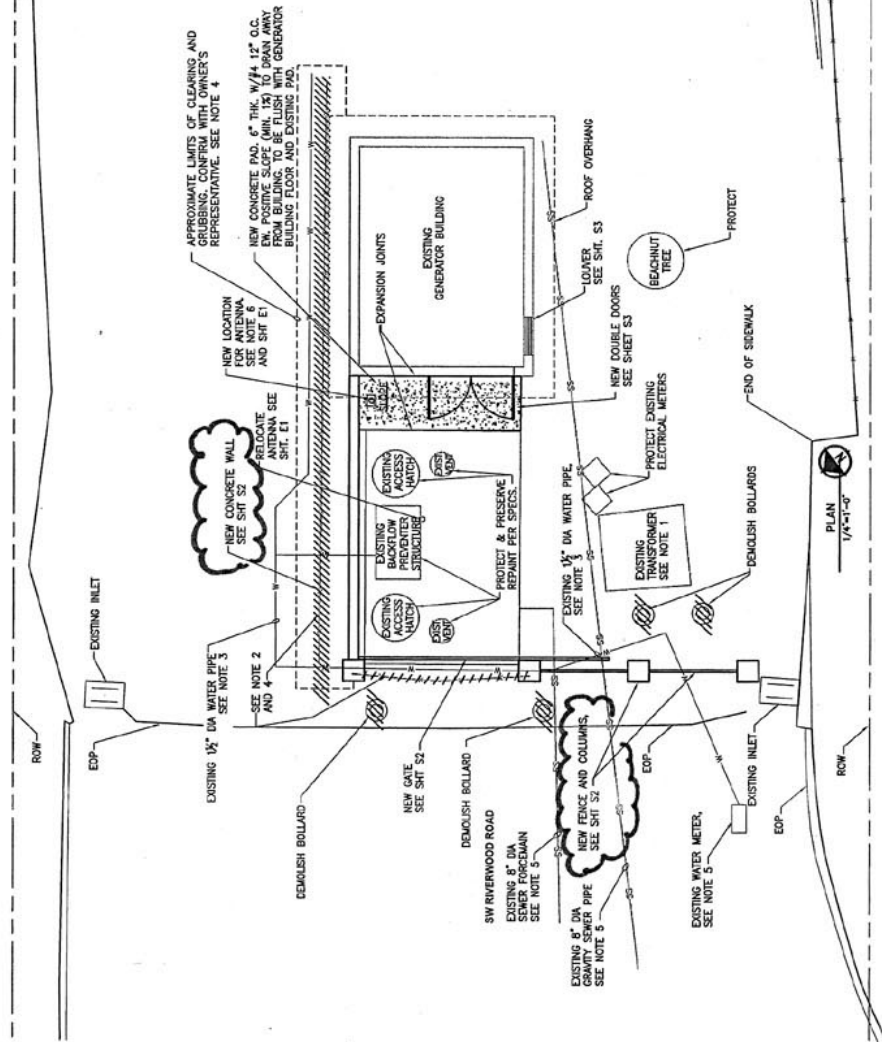 ROW
EXISTING INLET
EOP
EXISTING 1½" DIA WATER PIPE
SEE NOTE 3
SEE NOTE 2
AND 4
NEW CONCRETE WALL
SEE SHT S2
RELOCATE
ANTENNA SEE
SHT. E1
NEW LOCATION
FOR ANTENNA.
SEE NOTE 6
AND SHT E1
APPROXIMATE LIMITS OF CLEARING AND
GRUBBING. CONFIRM WITH OWNER'S
REPRESENTATIVE. SEE NOTE 4
NEW CONCRETE PAD, 6" THK. W/#4 12" O.C.
EW. POSITIVE SLOPE (MIN. 1%) TO DRAIN AWAY
FROM BUILDING. TO BE FLUSH WITH GENERATOR
BUILDING FLOOR AND EXISTING PAD.
EXPANSION JOINTS
W
W
W
W
W
DEMOLISH BOLLARD
EXISTING
ACCESS
HATCH
EXISTING
BACKFLOW
PREVENTER
STRUCTURE
EXISTING
ACCESS
HATCH
EXIST
VENT
EXIST
VENT
SLOPE
EXISTING
GENERATOR BUILDING
PROTECT & PRESERVE
REPAINT PER SPECS.
NEW GATE
SEE SHT S2
DEMOLISH BOLLARD
SW RIVERWOOD ROAD
EXISTING 8" DIA
SEWER FORCEMAIN
SEE NOTE 5
NEW FENCE AND COLUMNS,
SEE SHT S2
EXISTING 8" DIA
GRAVITY SEWER PIPE
SEE NOTE 5
EXISTING 1½" DIA WATER PIPE,
SEE NOTE 3
NEW DOUBLE DOORS
SEE SHEET S3
LOUVER
SEE SHT. S3
ROOF OVERHANG
SS
SS
SS
SS
SS
SS
EOP
EXISTING
TRANSFORMER
SEE NOTE 1
PROTECT EXISTING
ELECTRICAL METERS
BEACHNUT
TREE
PROTECT
DEMOLISH BOLLARDS
END OF SIDEWALK
EXISTING WATER METER,
SEE NOTE 5
EXISTING INLET
EOP
ROW
PLAN
1/4"=1'-0"
N